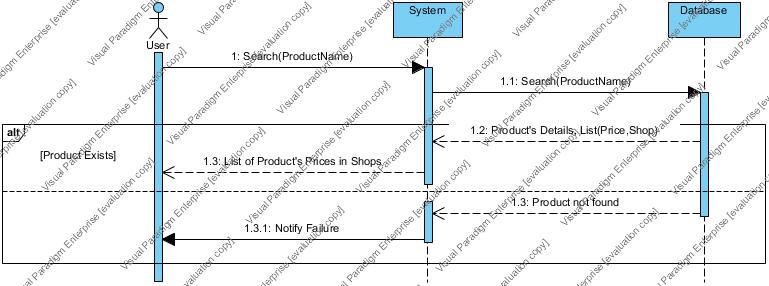 System
Database
User
1: Search(ProductName)
1.1: Search(ProductName)
alt
1.2: Product's Details, List(Price,Shop)
[Product Exists]
1.3: List of Product's Prices in Shops
1.3: Product not found
1.3.1: Notify Failure
Visual Paradigm Enterprise [evaluation copy]